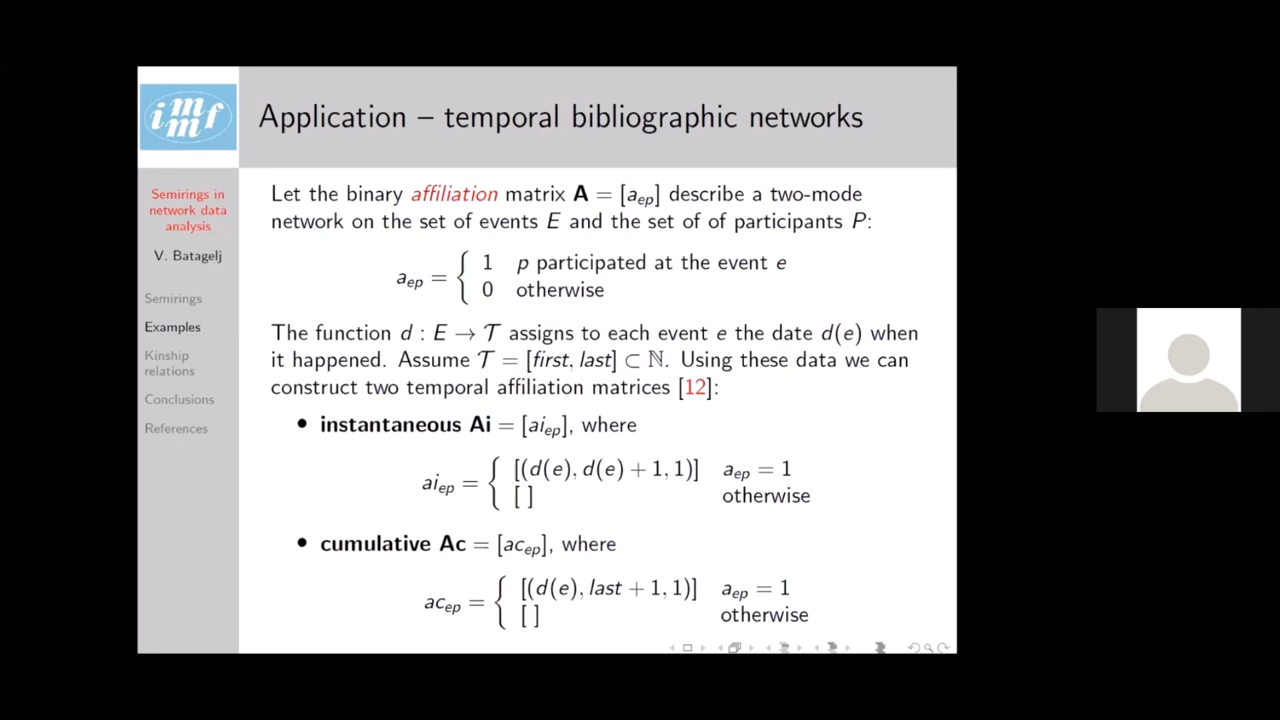 immf
Application – temporal bibliographic networks
Semirings in
network data
analysis
V. Batagelj
Semirings
Examples
Kinship
relations
Conclusions
References
Let the binary affiliation matrix A = [a_ep] describe a two-mode
network on the set of events E and the set of of participants P:
a_ep = { 1 p participated at the event e
0 otherwise
The function d : E → T assigns to each event e the date d(e) when
it happened. Assume T = [first, last] ⊂ ℕ. Using these data we can
construct two temporal affiliation matrices [12]:
• instantaneous Ai = [ai_ep], where
ai_ep = { [(d(e), d(e) + 1, 1)] a_ep = 1
[ ] otherwise
• cumulative Ac = [ac_ep], where
ac_ep = { [(d(e), last + 1, 1)] a_ep = 1
[ ] otherwise